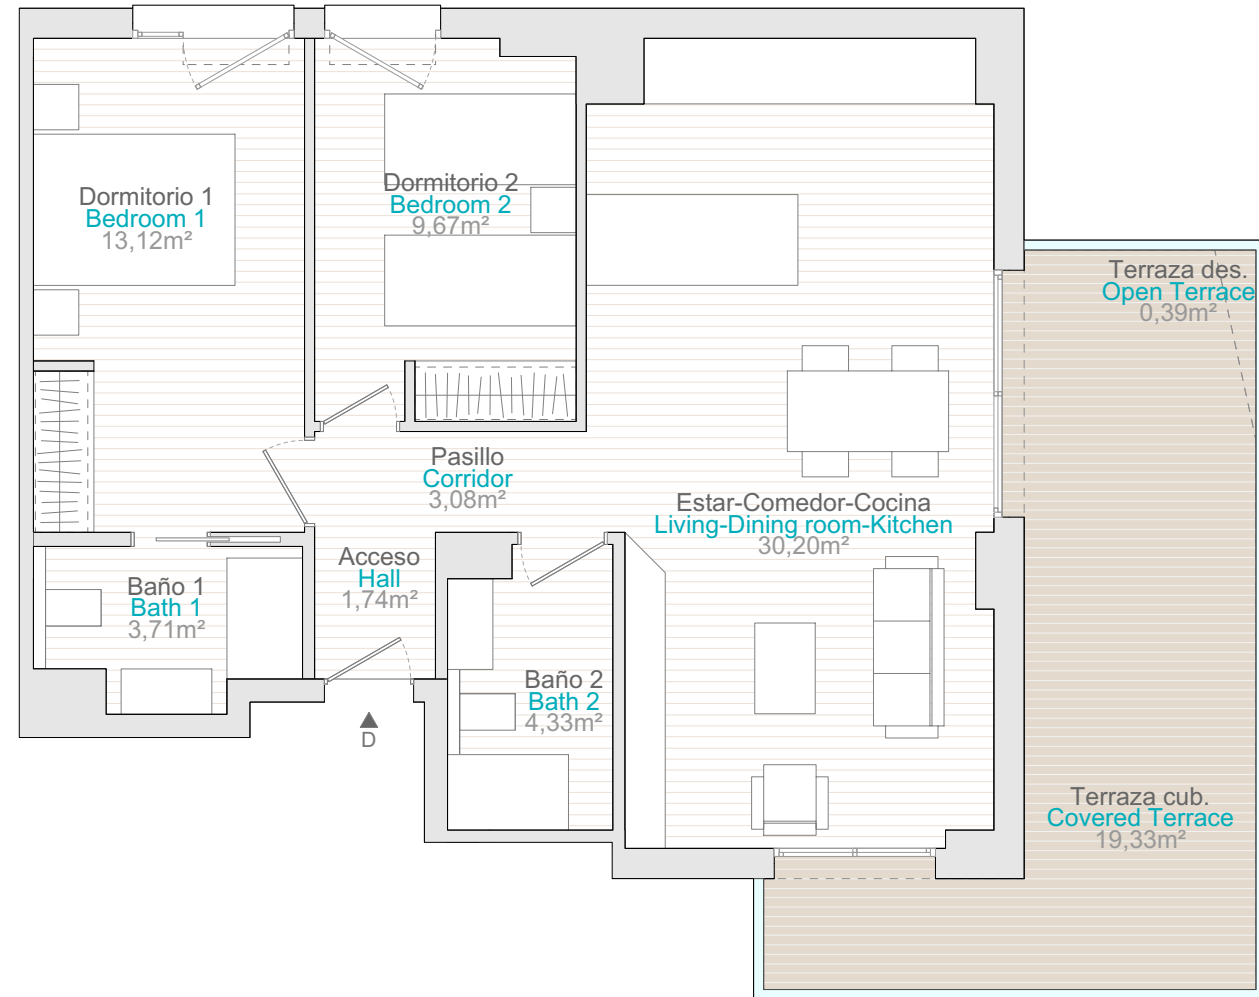 Dormitorio 1
Bedroom 1
13,12m²
Dormitorio 2
Bedroom 2
9,67m²
Terraza des.
Open Terrace
0,39m²
Pasillo
Corridor
3,08m²
Estar-Comedor-Cocina
Living-Dining room-Kitchen
30,20m²
Acceso
Hall
1,74m²
Baño 1
Bath 1
3,71m²
Baño 2
Bath 2
4,33m²
D
Terraza cub.
Covered Terrace
19,33m²